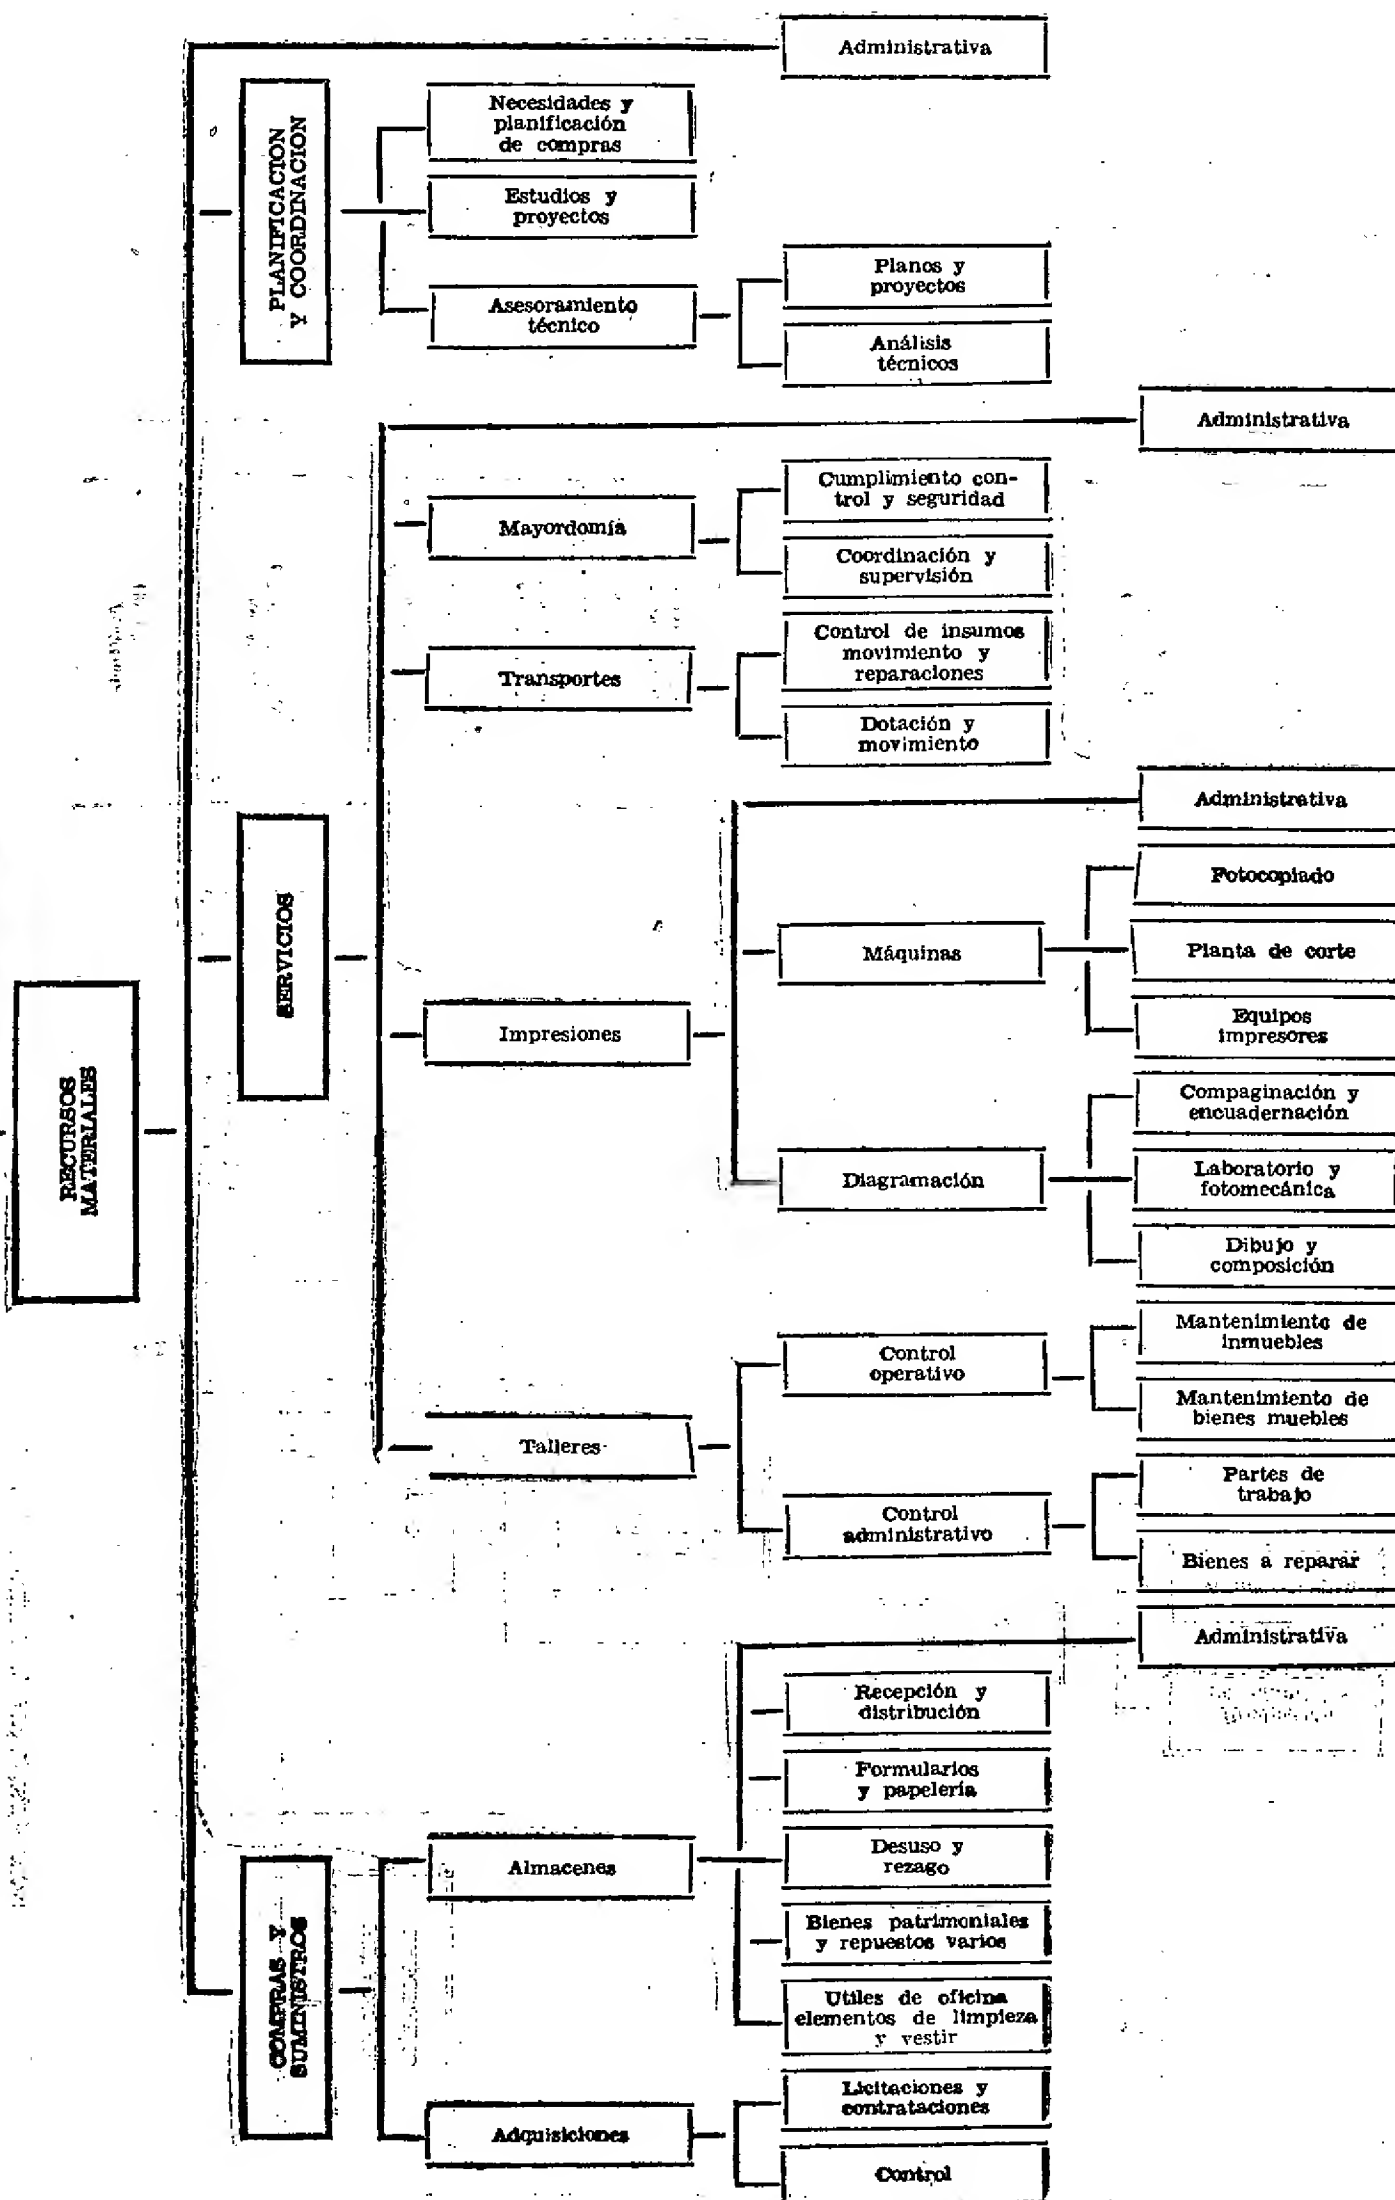 Administrativa
PLANIFICACION
Y COORDINACION
Necesidades y
planificación
de compras
Estudios y
proyectos
Asesoramiento
técnico
Planos y
proyectos
Análisis
técnicos
Administrativa
Mayordomía
Cumplimiento con-
trol y seguridad
Coordinación y
supervisión
Transportes
Control de insumos
movimiento y
reparaciones
Dotación y
movimiento
RECURSOS
MATERIALES
SERVICIOS
Impresiones
Administrativa
Máquinas
Fotocopiado
Planta de corte
Equipos
impresores
Diagramación
Compaginación y
encuadernación
Laboratorio y
fotomecánica
Dibujo y
composición
Talleres
Control
operativo
Mantenimiento de
inmuebles
Mantenimiento de
bienes muebles
Control
administrativo
Partes de
trabajo
Bienes a reparar
Administrativa
COMPRAS Y
SUMINISTROS
Almacenes
Recepción y
distribución
Formularios
y papelería
Desuso y
rezago
Bienes patrimoniales
y repuestos varios
Utiles de oficina
elementos de limpieza
y vestir
Adquisiciones
Licitaciones y
contrataciones
Control